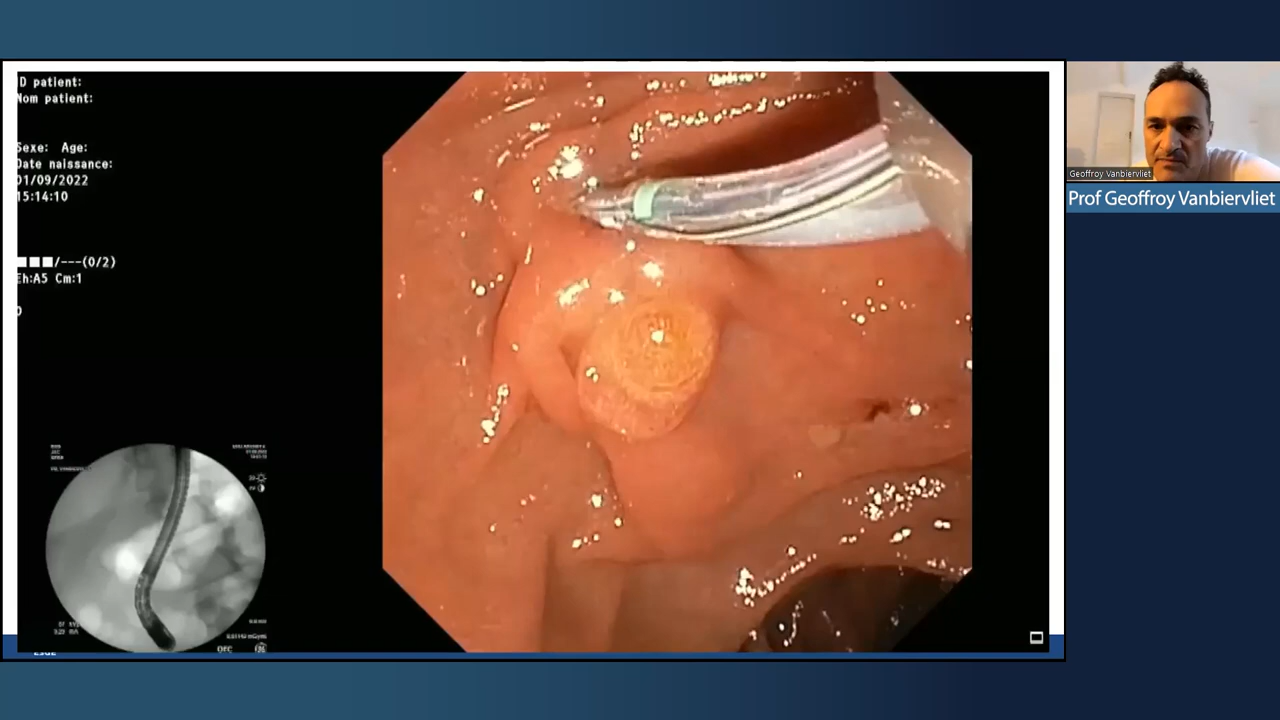 D patient:
Nom patient:
Sexe: Age:
Date naissance:
01/09/2022
15:14:10
/---(0/2)
Eh:A5 Cm:1
Geoffroy Vanbiervliet
Prof Geoffroy Vanbiervliet